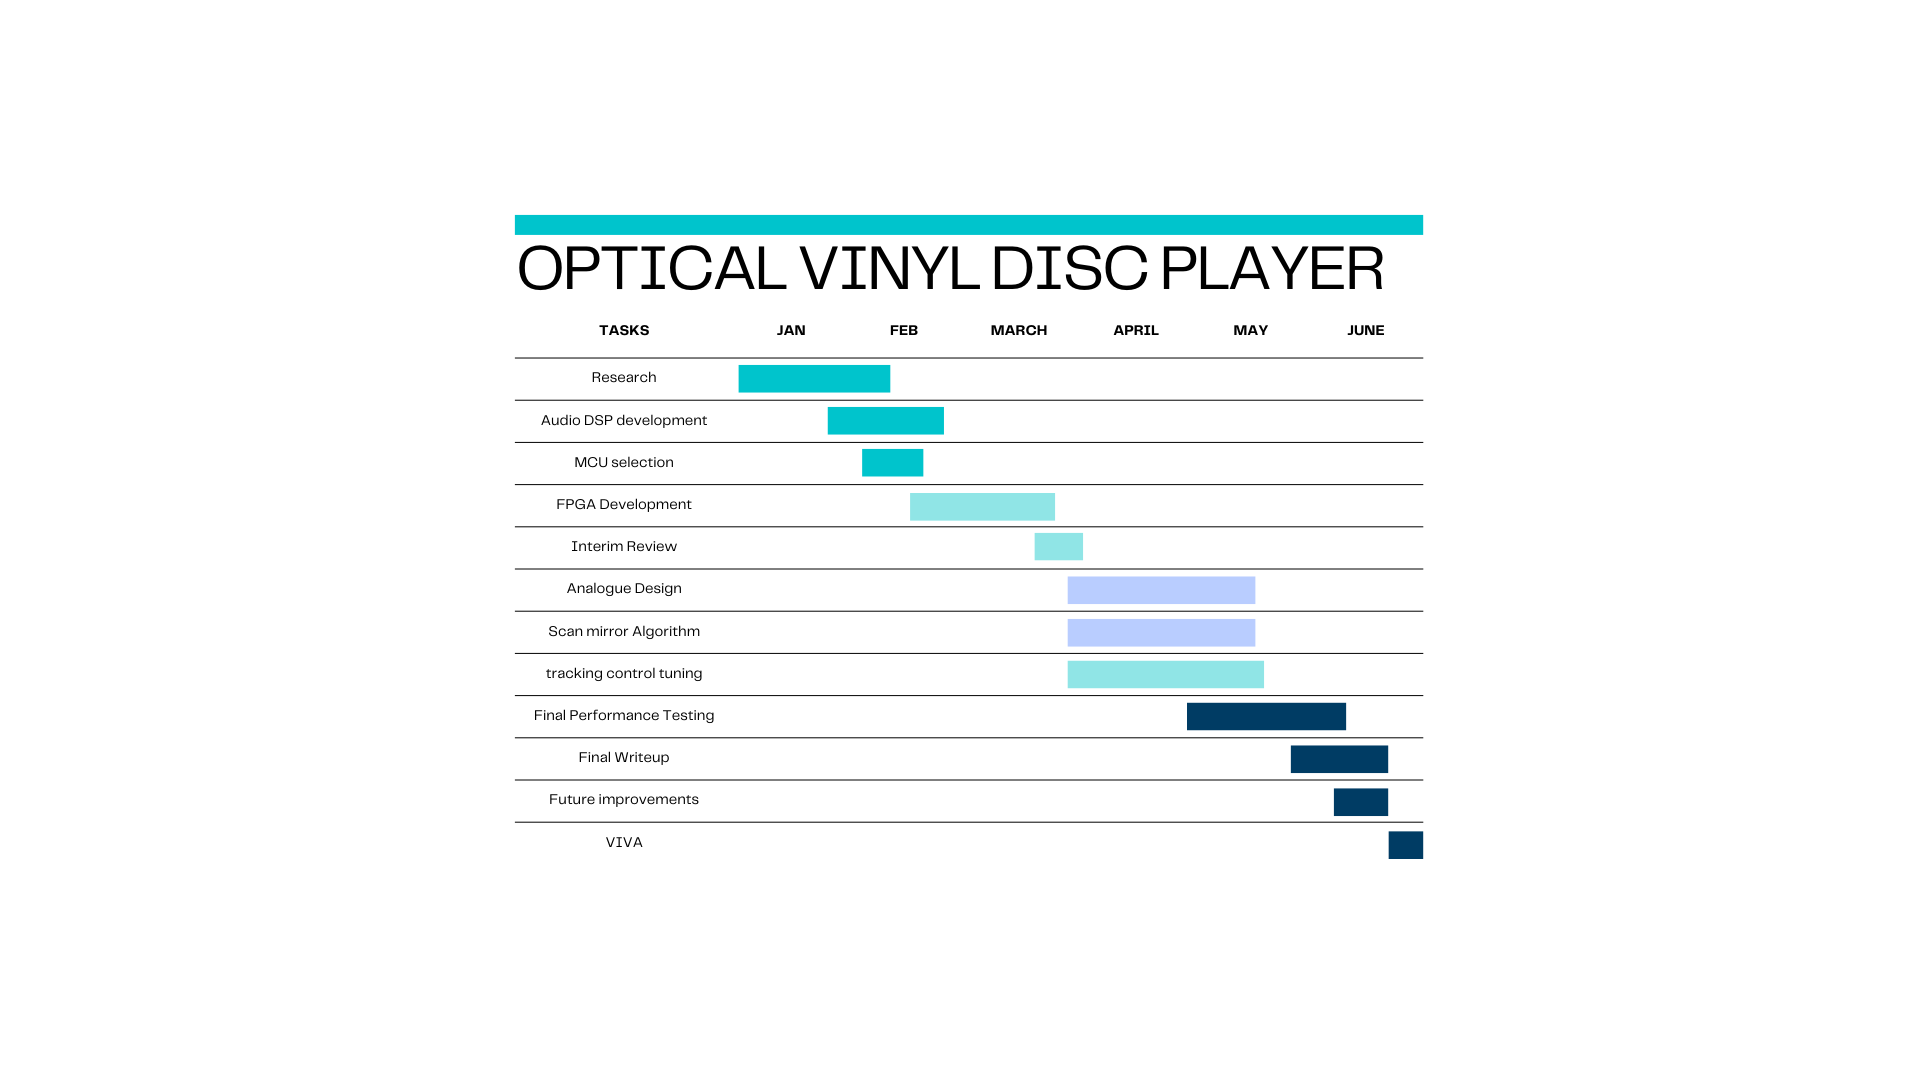 OPTICAL VINYL DISC PLAYER
TASKS JAN FEB MARCH APRIL MAY JUNE
Research
Audio DSP development
MCU selection
FPGA Development
Interim Review
Analogue Design
Scan mirror Algorithm
tracking control tuning
Final Performance Testing
Final Writeup
Future improvements
VIVA